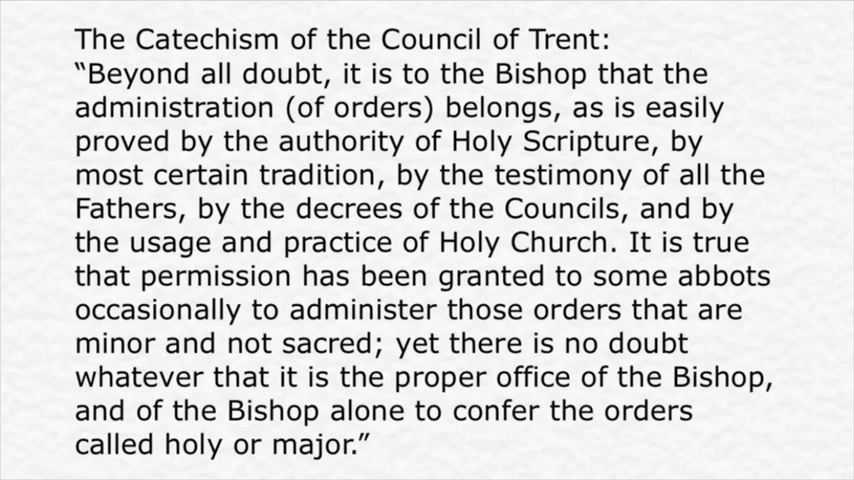 The Catechism of the Council of Trent:
“Beyond all doubt, it is to the Bishop that the
administration (of orders) belongs, as is easily
proved by the authority of Holy Scripture, by
most certain tradition, by the testimony of all the
Fathers, by the decrees of the Councils, and by
the usage and practice of Holy Church. It is true
that permission has been granted to some abbots
occasionally to administer those orders that are
minor and not sacred; yet there is no doubt
whatever that it is the proper office of the Bishop,
and of the Bishop alone to confer the orders
called holy or major.”